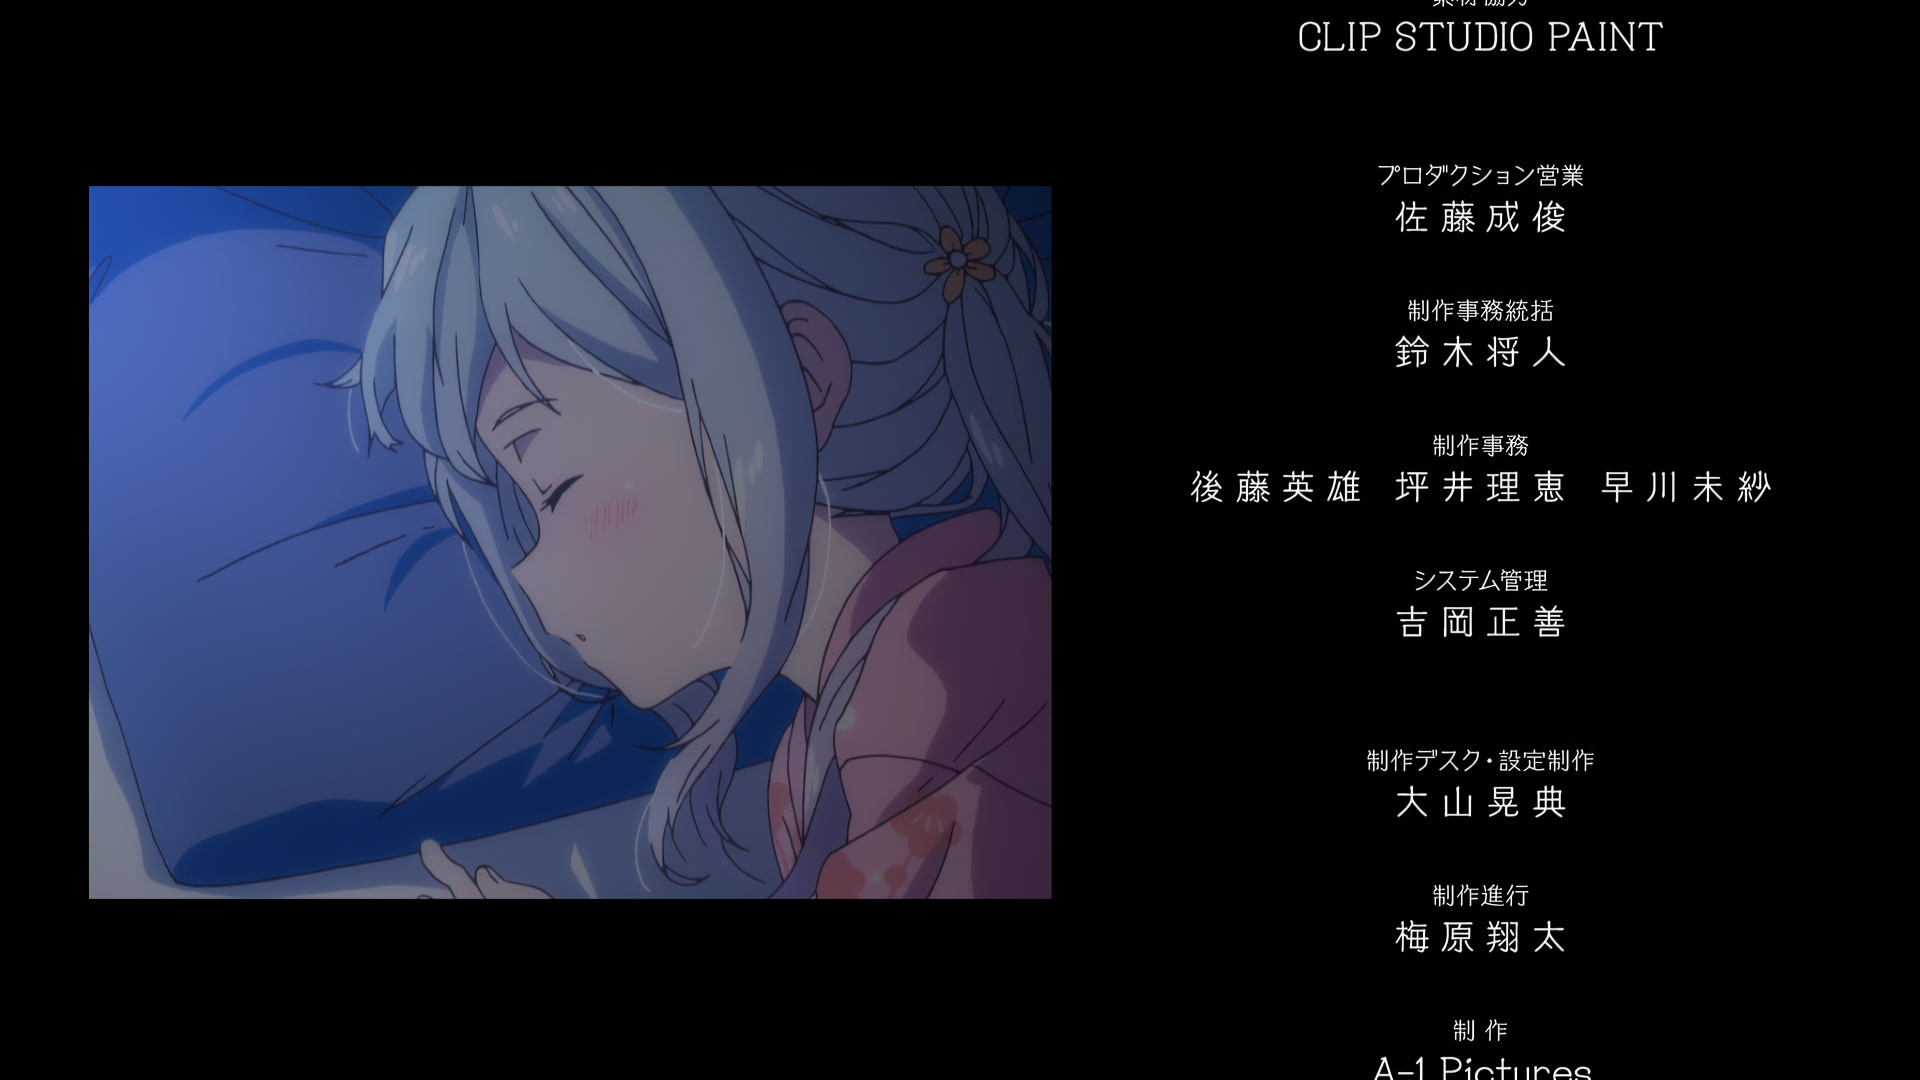 素材協力
CLIP STUDIO PAINT
プロダクション営業
佐藤成俊
制作事務統括
鈴木将人
制作事務
後藤英雄 坪井理恵 早川未紗
システム管理
吉岡正善
制作デスク・設定制作
大山晃典
制作進行
梅原翔太
制作
A-1 Pictures